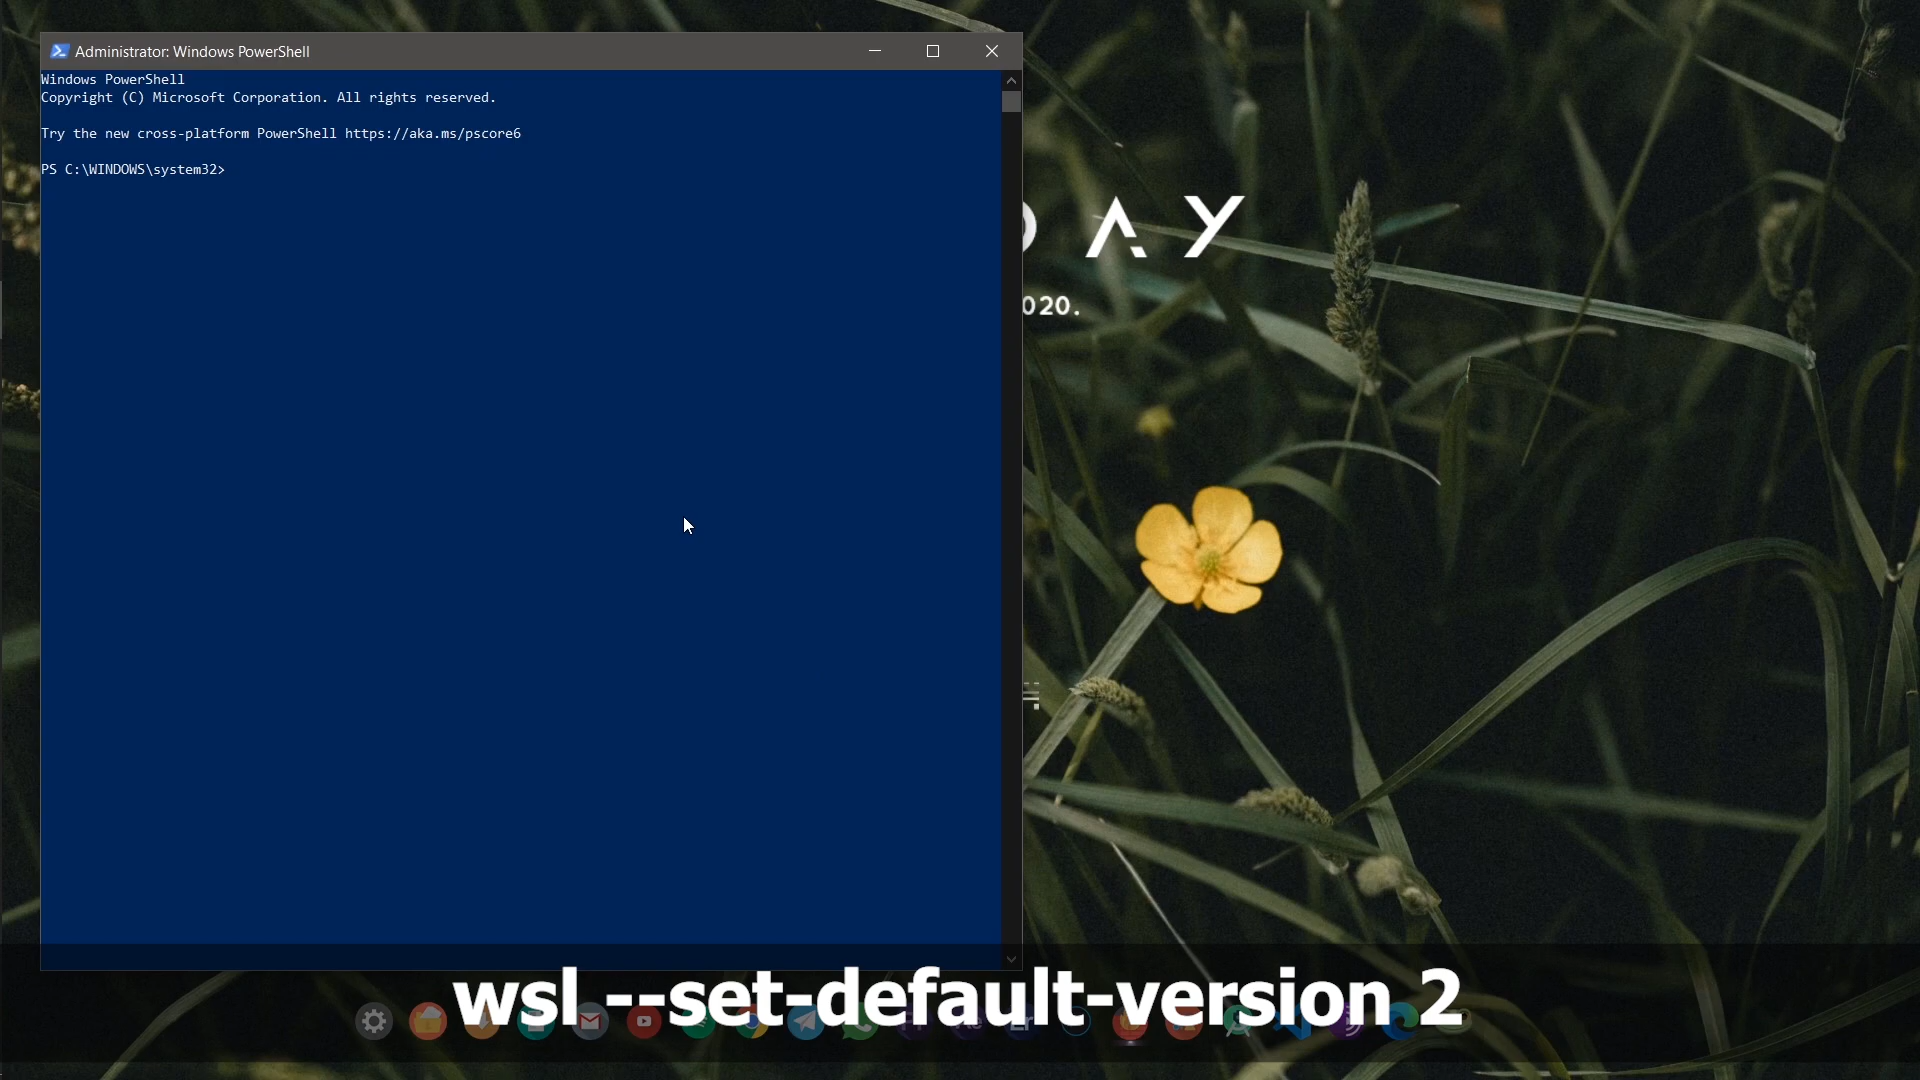 Administrator: Windows PowerShell
Windows PowerShell
Copyright (C) Microsoft Corporation. All rights reserved.
Try the new cross-platform PowerShell https://aka.ms/pscore6
PS C:\WINDOWS\system32>
AY
020.
wsl --set-default-version 2